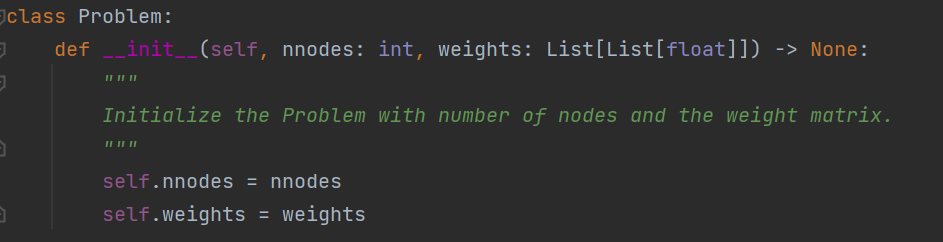 class Problem:
    def __init__(self, nnodes: int, weights: List[List[float]]) -> None:
        """
        Initialize the Problem with number of nodes and the weight matrix.
        """
        self.nnodes = nnodes
        self.weights = weights